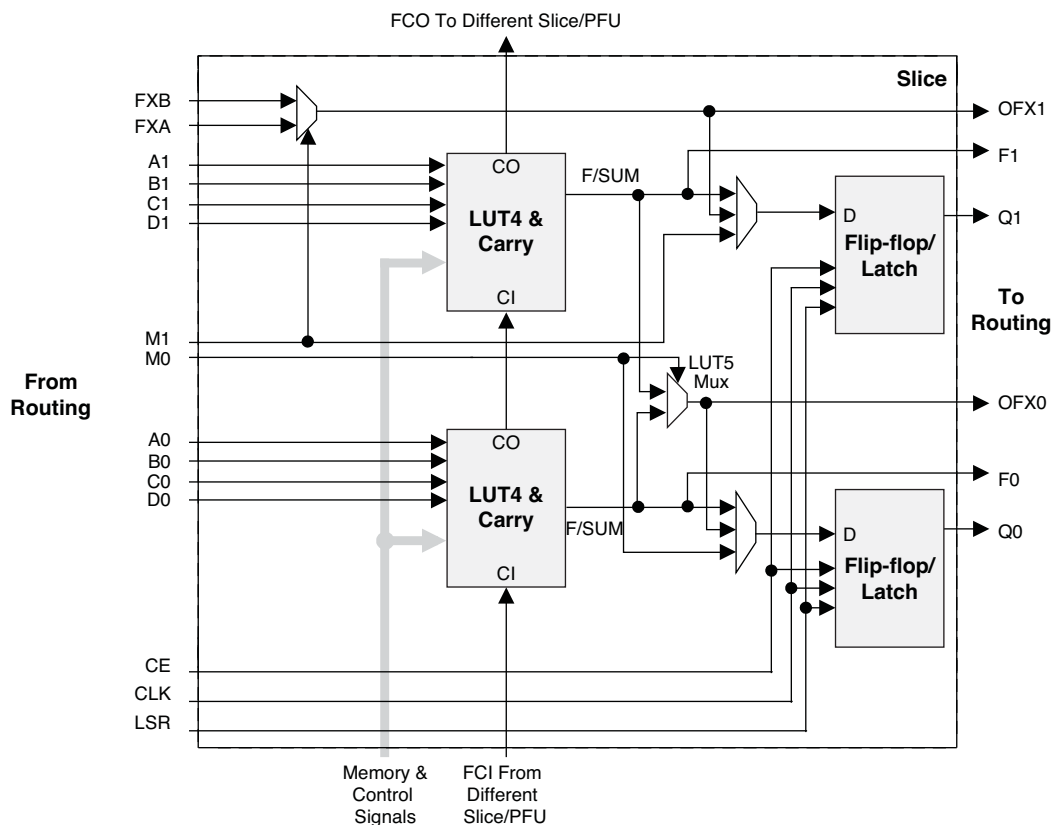 FCO To Different Slice/PFU
Slice
FXB
FXA
OFX1
F1
A1
B1
C1
D1
CO
LUT4 &
Carry
CI
F/SUM
D
Flip-flop/
Latch
Q1
To
Routing
M1
M0
From
Routing
LUT5
Mux
OFX0
A0
B0
C0
D0
CO
LUT4 &
Carry
CI
F/SUM
F0
D
Flip-flop/
Latch
Q0
CE
CLK
LSR
Memory &
Control
Signals
FCI From
Different
Slice/PFU